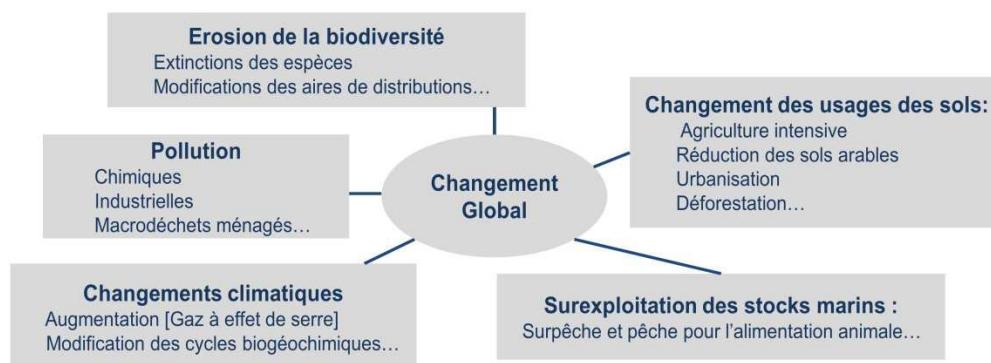 Erosion de la biodiversité
Extinctions des espèces
Modifications des aires de distributions…
Changement des usages des sols:
Agriculture intensive
Réduction des sols arables
Urbanisation
Déforestation…
Pollution
Chimiques
Industrielles
Macrodéchets ménagés…
Changement
Global
Changements climatiques
Augmentation [Gaz à effet de serre]
Modification des cycles biogéochimiques…
Surexploitation des stocks marins :
Surpêche et pêche pour l'alimentation animale…